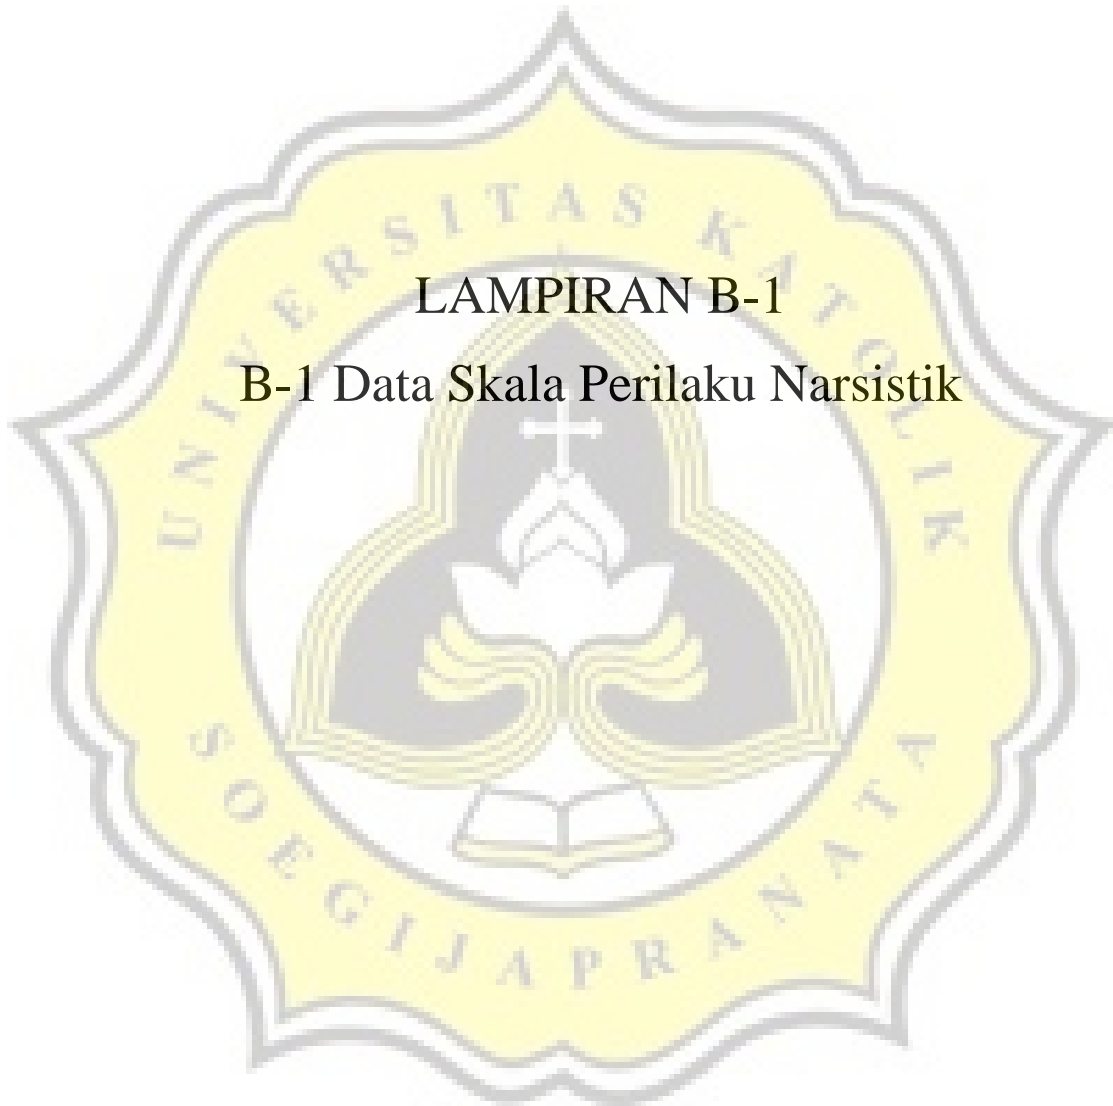 LAMPIRAN B-1
B-1 Data Skala Perilaku Narsistik
UNIVERSITAS KATOLIK
SOEGIJAPRANATA